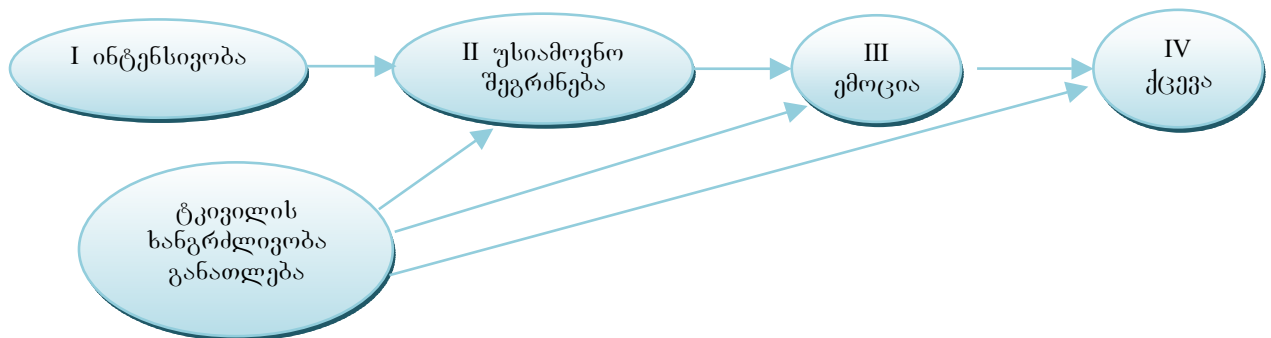 I ინტენსივობა
II უსიამოვნო
შეგრძნება
III
ემოცია
IV
ქცევა
ტკივილის
ხანგრძლივობა
განათლება